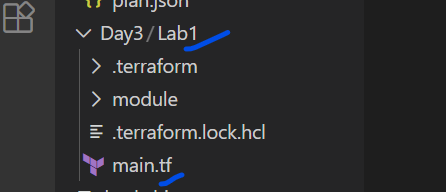 plan.json
Day3/Lab1
.terraform
module
.terraform.lock.hcl
main.tf